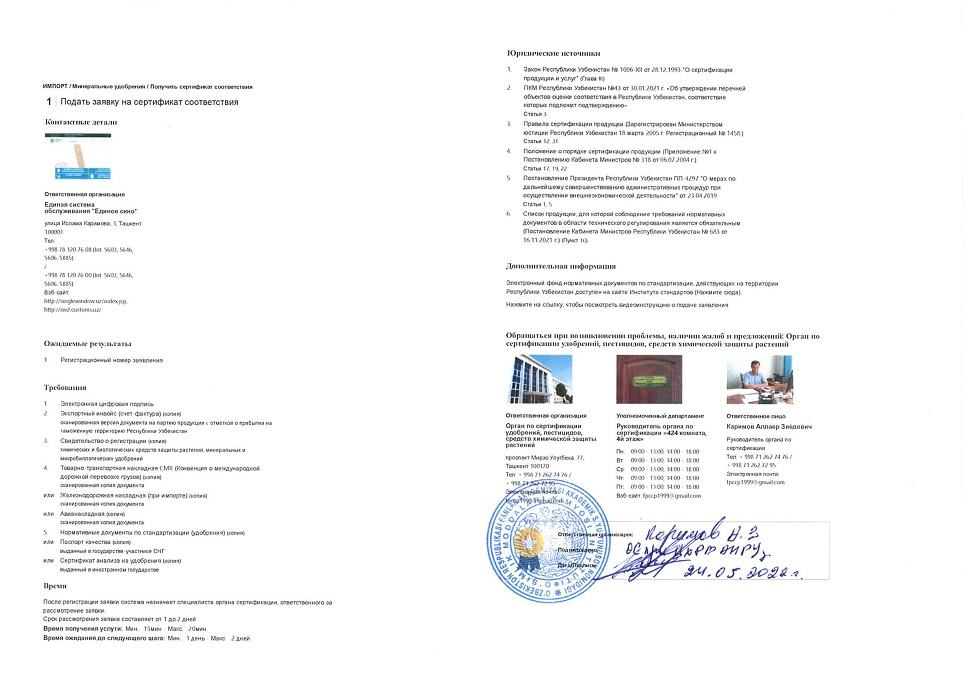 ИМПОРТ / Минеральные удобрения / Получить сертификат соответствия
1 Подать заявку на сертификат соответствия
Контактные детали
Ответственная организация
Единая система
обслуживания "Единое окно"
улица Ислама Каримова, 3, Ташкент
100003
Тел:
+998 78 120 76 08 (Int. 5603, 5646,
5606, 5885)
/
+998 78 120 76 00 (Int. 5603, 5646,
5606, 5885)
Веб-сайт:
http://singlewindow.uz/index.jsp,
http://sw2.customs.uz/
Ожидаемые результаты
1. Регистрационный номер заявления
Требования
1. Электронная цифровая подпись
2. Экспортный инвойс (счет-фактура) (копия)
сканированная версия документа на партию продукции с отметкой о прибытии на
таможенную территорию Республики Узбекистан
3. Свидетельство о регистрации (копия)
химических и биологических средств защиты растений, минеральных и
микробиологических удобрений
4. Товарно-транспортная накладная CMR (Конвенция о международной
дорожной перевозке грузов) (копия)
сканированная копия документа
или Железнодорожная накладная (при импорте) (копия)
сканированная копия документа
или Авианакладная (копия)
сканированная копия документа
5. Нормативные документы по стандартизации (удобрения) (копия)
или Паспорт качества (копия)
выданный в государстве-участнике СНГ
или Сертификат анализа на удобрения (копия)
выданный в иностранном государстве
Время
После регистрации заявки система назначает специалиста органа сертификации, ответственного за
рассмотрение заявки.
Срок рассмотрения заявки составляет от 1 до 2 дней
Время получения услуги: Мин. 15мин - Макс. 20мин
Время ожидания до следующего шага: Мин. 1 день - Макс. 2 дней
Юридические источники
1. Закон Республики Узбекистан № 1006-XII от 28.12.1993 "О сертификации
продукции и услуг" (Глава III)
2. ПКМ Республики Узбекистан №43 от 30.01.2021 г. «Об утверждении перечней
объектов оценки соответствия в Республике Узбекистан, соответствие
которых подлежит подтверждению»
Статья 3
3. Правила сертификации продукции (Зарегистрирован Министерством
юстиции Республики Узбекистан 18 марта 2005 г. Регистрационный № 1458.)
Статьи 12, 31
4. Положение о порядке сертификации продукции (Приложение №1 к
Постановлению Кабинета Министров № 318 от 06.07.2004 г.)
Статьи 17, 19, 22
5. Постановление Президента Республики Узбекистан ПП-4297 "О мерах по
дальнейшему совершенствованию административных процедур при
осуществлении внешнеэкономической деятельности" от 23.04.2019
Статьи 1, 5
6. Список продукции, для которой соблюдение требований нормативных
документов в области технического регулирования является обязательным
(Постановление Кабинета Министров Республики Узбекистан № 683 от
16.11.2021 г.) (Пункт 10)
Дополнительная информация
Электронный фонд нормативных документов по стандартизации, действующих на территории
Республики Узбекистан доступен на сайте Института стандартов (Нажмите сюда).
Нажмите на ссылку, чтобы посмотреть видеоинструкцию о подаче заявления.
Обращаться при возникновении проблемы, наличии жалоб и предложений: Орган по
сертификации удобрений, пестицидов, средств химической защиты растений
Ответственная организация
Орган по сертификации
удобрений, пестицидов,
средств химической защиты
растений
проспект Мирзо Улугбека, 77,
Ташкент 100170
Тел: + 998 71 262 74 76 /
+ 998 71 262 72 95
Электронная почта:
fpccp1999@gmail.com
Уполномоченный департамент
Руководитель органа по
сертификации «424 комната,
4й этаж»
Пн: 09:00 - 13:00, 14:00 - 18:00
Вт: 09:00 - 13:00, 14:00 - 18:00
Ср: 09:00 - 13:00, 14:00 - 18:00
Чт: 09:00 - 13:00, 14:00 - 18:00
Пт: 09:00 - 13:00, 14:00 - 18:00
Веб-сайт: fpccp1999@gmail.com
Ответственное лицо
Каримов Аллаер Зиёдович
Руководитель органа по
сертификации
Тел: + 998 71 262 74 76 /
+ 998 71 262 72 95
Электронная почта:
fpccp1999@gmail.com
Ответственная организация:
Каримов А. З
Дата/Подпись:
24.05.2022 г.